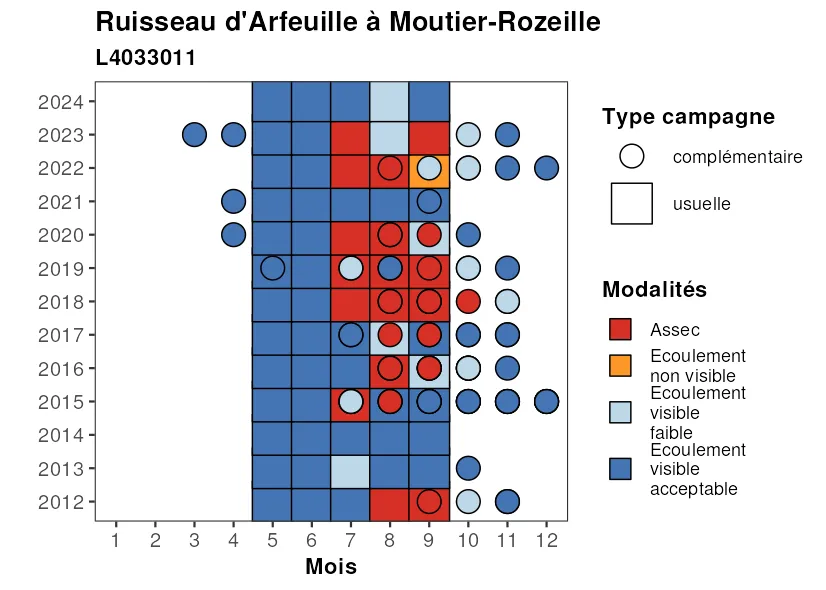 Ruisseau d'Arfeuille à Moutier-Rozeille
L4033011
2024
2023
2022
2021
2020
2019
2018
2017
2016
2015
2014
2013
2012
1 2 3 4 5 6 7 8 9 10 11 12
Mois
Type campagne
complémentaire
usuelle
Modalités
Assec
Ecoulement
non visible
Ecoulement
visible
faible
Ecoulement
visible
acceptable